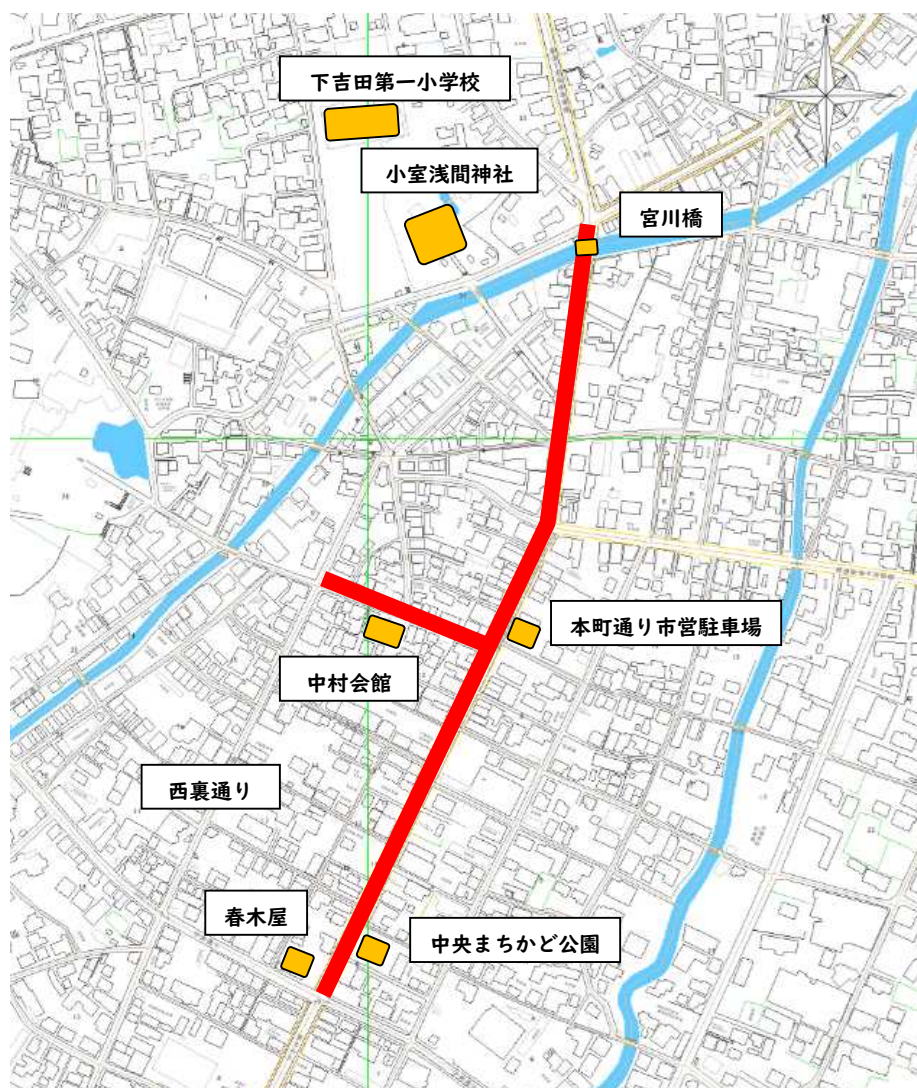 N
下吉田第一小学校
小室浅間神社
宮川橋
本町通り市営駐車場
中村会館
西裏通り
春木屋
中央まちかど公園